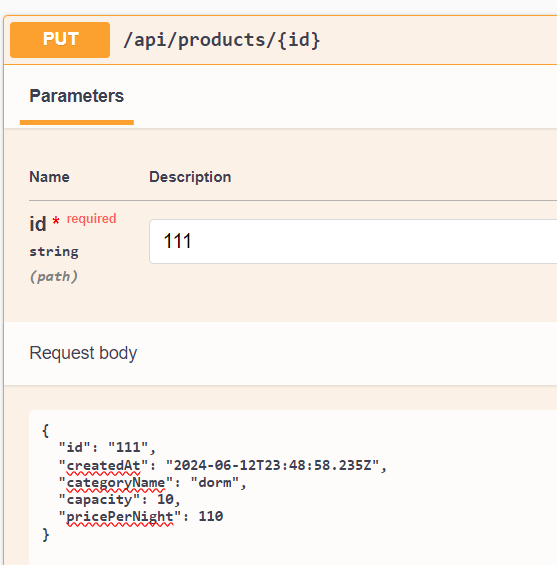 PUT /api/products/{id}
Parameters
Name Description
id * required
111
string
(path)
Request body
{
"id": "111",
"createdAt": "2024-06-12T23:48:58.235Z",
"categoryName": "dorm",
"capacity": 10,
"pricePerNight": 110
}